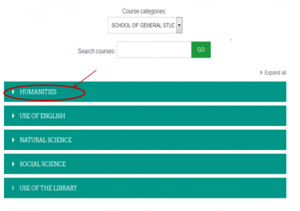 Course categories:
SCHOOL OF GENERAL STUE
Search courses:
GO
Expand all
HUMANITIES
USE OF ENGLISH
NATURAL SCIENCE
SOCIAL SCIENCE
USE OF THE LIBRARY